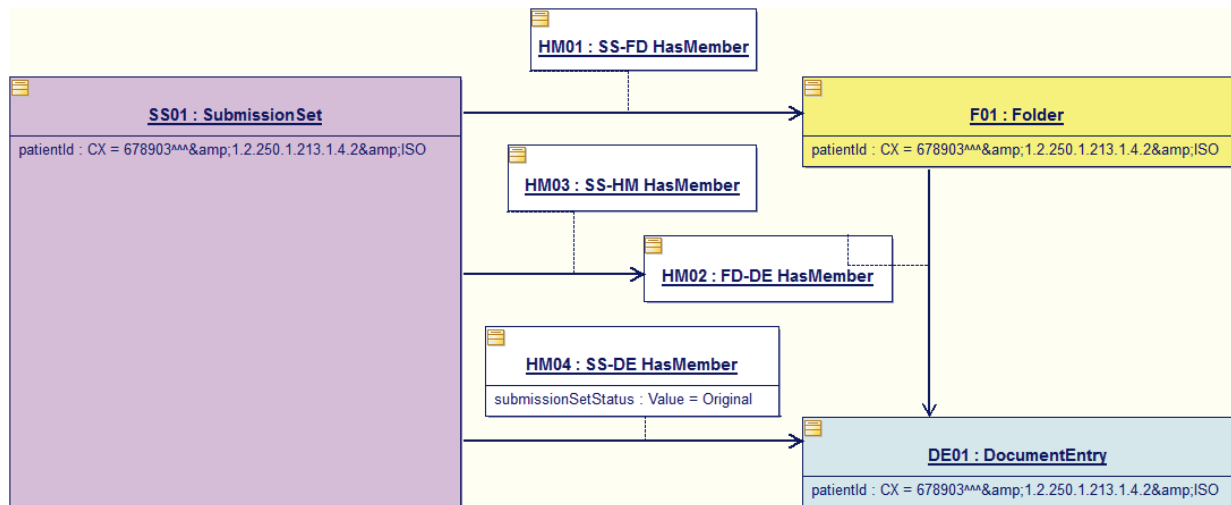 HM01 : SS-FD HasMember
SS01 : SubmissionSet
patientId : CX = 678903^^^&amp;1.2.250.1.213.1.4.2&amp;ISO
F01 : Folder
patientId : CX = 678903^^^&amp;1.2.250.1.213.1.4.2&amp;ISO
HM03 : SS-HM HasMember
HM02 : FD-DE HasMember
HM04 : SS-DE HasMember
submissionSetStatus : Value = Original
DE01 : DocumentEntry
patientId : CX = 678903^^^&amp;1.2.250.1.213.1.4.2&amp;ISO